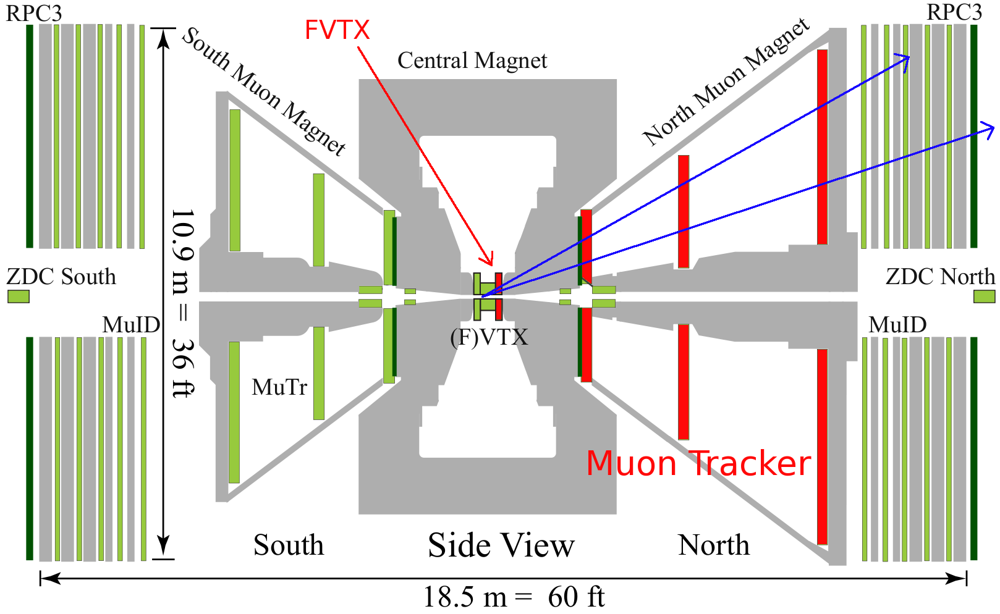 RPC3
RPC3
FVTX
South Muon Magnet
Central Magnet
North Muon Magnet
10.9 m = 36 ft
ZDC South
ZDC North
MuID
(F)VTX
MuID
MuTr
Muon Tracker
South
Side View
North
18.5 m = 60 ft